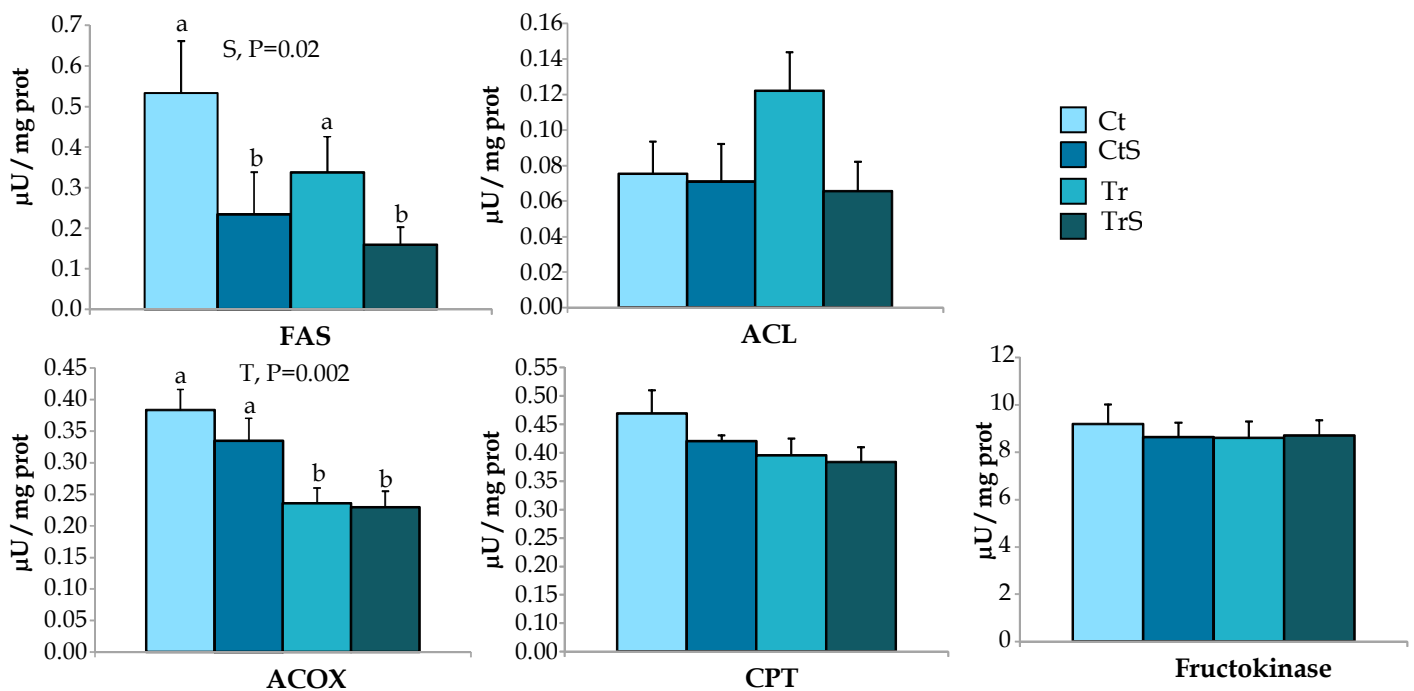 0.7
0.6
0.5
0.4
0.3
0.2
0.1
0.0
µU / mg prot
a
b
a
b
S, P=0.02
FAS
0.16
0.14
0.12
0.10
0.08
0.06
0.04
0.02
0.00
µU / mg prot
ACL
Ct
CtS
Tr
TrS
0.45
0.40
0.35
0.30
0.25
0.20
0.15
0.10
0.05
0.00
µU / mg prot
a
a
b
b
T, P=0.002
ACOX
0.55
0.50
0.45
0.40
0.35
0.30
0.25
0.20
0.15
0.10
0.00
µU / mg prot
CPT
12
10
8
6
4
2
0
µU / mg prot
Fructokinase